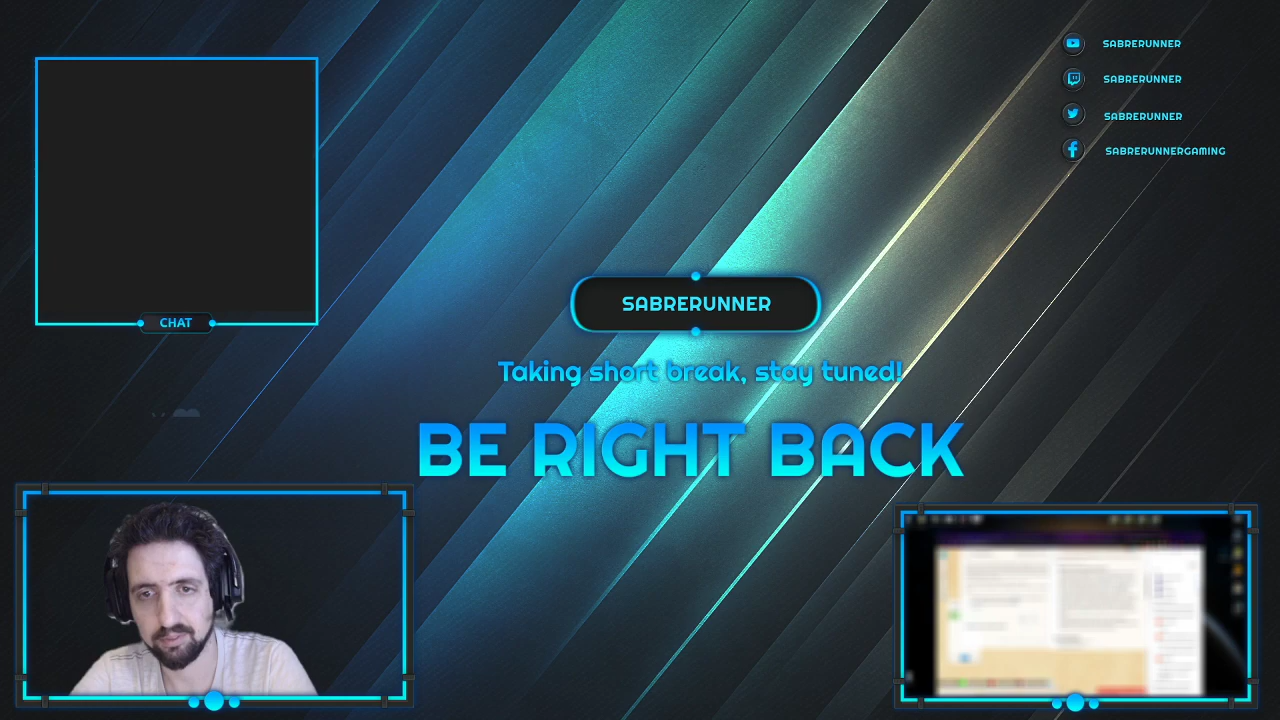 SABRERUNNER
SABRERUNNER
SABRERUNNER
SABRERUNNERGAMING
CHAT
SABRERUNNER
Taking short break, stay tuned!
BE RIGHT BACK